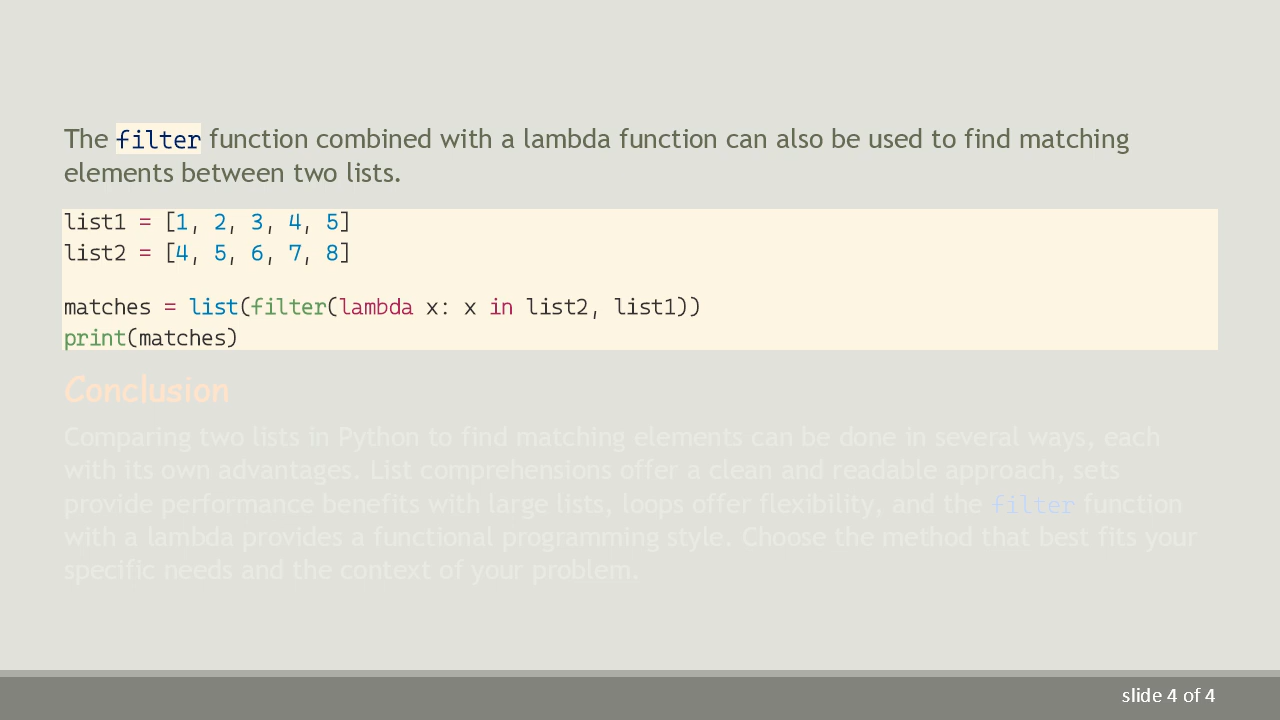 The filter function combined with a lambda function can also be used to find matching
elements between two lists.
list1 = [1, 2, 3, 4, 5]
list2 = [4, 5, 6, 7, 8]
matches = list(filter(lambda x: x in list2, list1))
print(matches)
Conclusion
Comparing two lists in Python to find matching elements can be done in several ways, each
with its own advantages. List comprehensions offer a clean and readable approach, sets
provide performance benefits with large lists, loops offer flexibility, and the filter function
with a lambda provides a functional programming style. Choose the method that best fits your
specific needs and the context of your problem.
slide 4 of 4